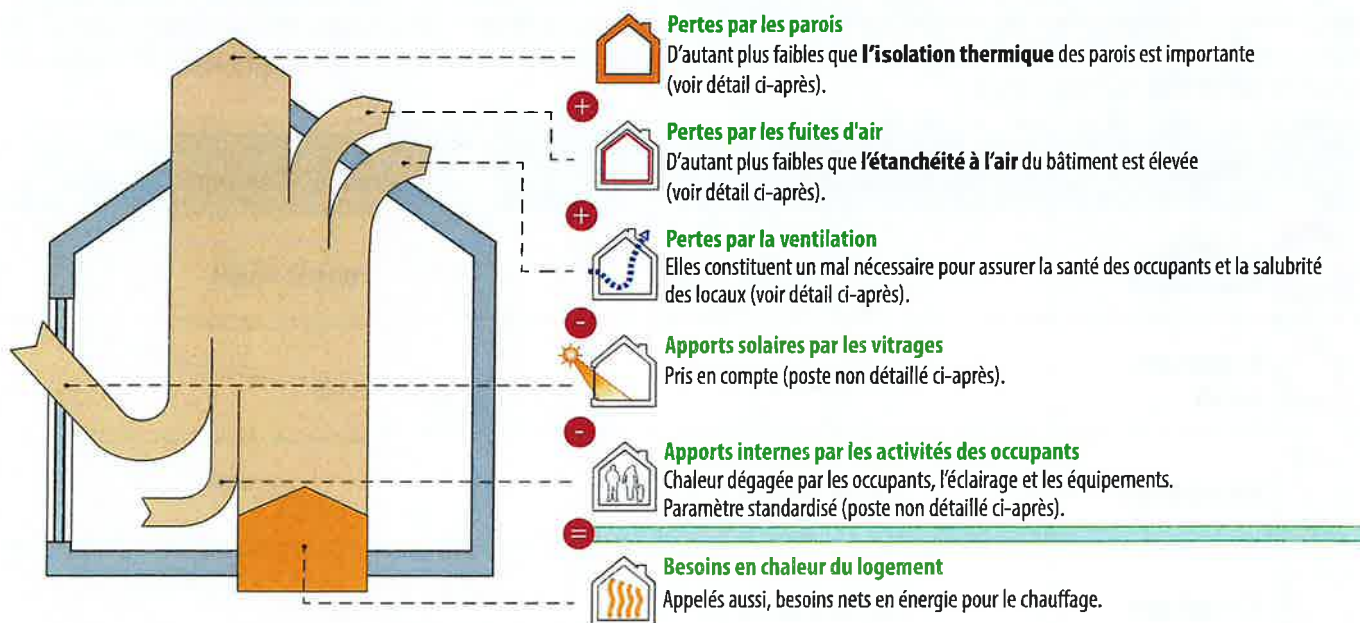 Pertes par les parois
D'autant plus faibles que l'isolation thermique des parois est importante
(voir détail ci-après).
+
Pertes par les fuites d'air
D'autant plus faibles que l'étanchéité à l'air du bâtiment est élevée
(voir détail ci-après).
+
Pertes par la ventilation
Elles constituent un mal nécessaire pour assurer la santé des occupants et la salubrité
des locaux (voir détail ci-après).
-
Apports solaires par les vitrages
Pris en compte (poste non détaillé ci-après).
-
Apports internes par les activités des occupants
Chaleur dégagée par les occupants, l'éclairage et les équipements.
Paramètre standardisé (poste non détaillé ci-après).
=
Besoins en chaleur du logement
Appelés aussi, besoins nets en énergie pour le chauffage.